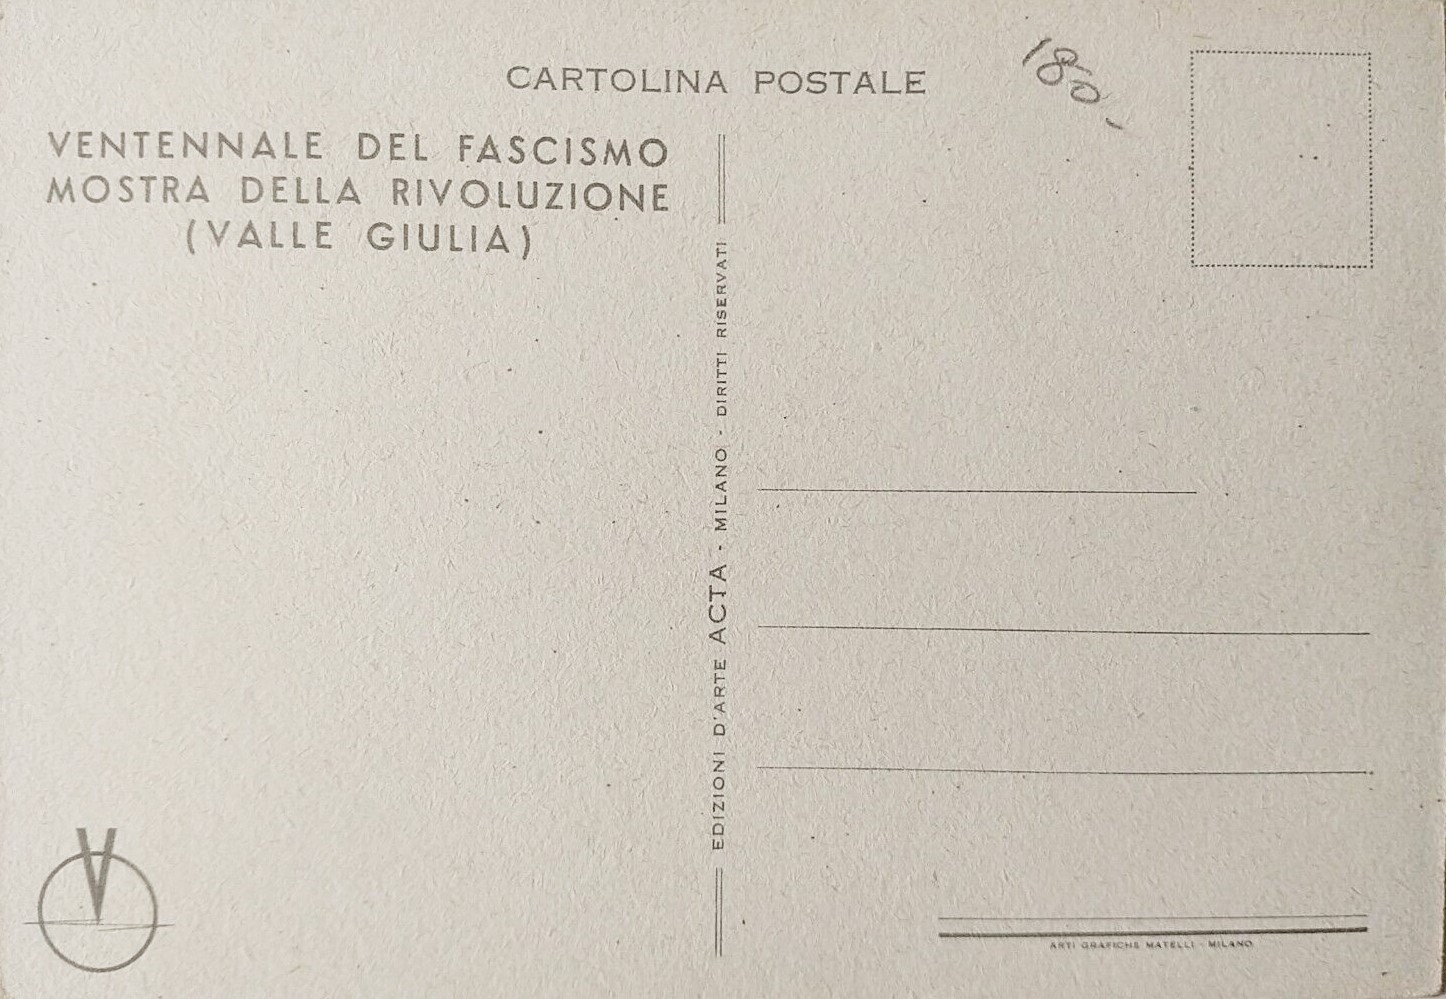 CARTOLINA POSTALE
180,-
VENTENNALE DEL FASCISMO
MOSTRA DELLA RIVOLUZIONE
(VALLE GIULIA)
EDIZIONI D'ARTE ACTA - MILANO - DIRITTI RISERVATI
V
ARTI GRAFICHE MATELLI - MILANO